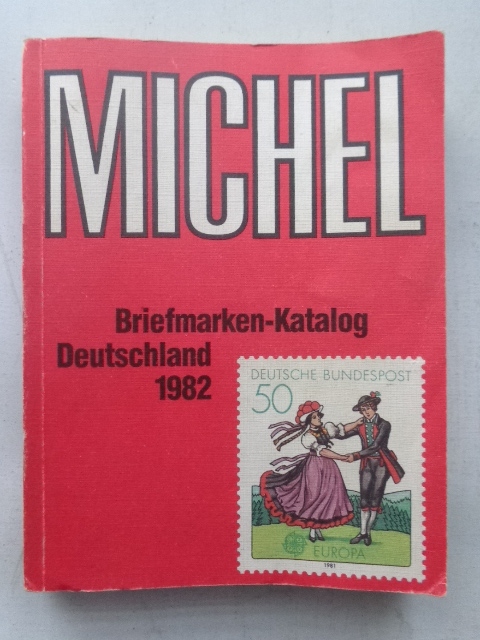 MICHEL
Briefmarken-Katalog
Deutschland
1982
DEUTSCHE BUNDESPOST
50
EUROPA
1981